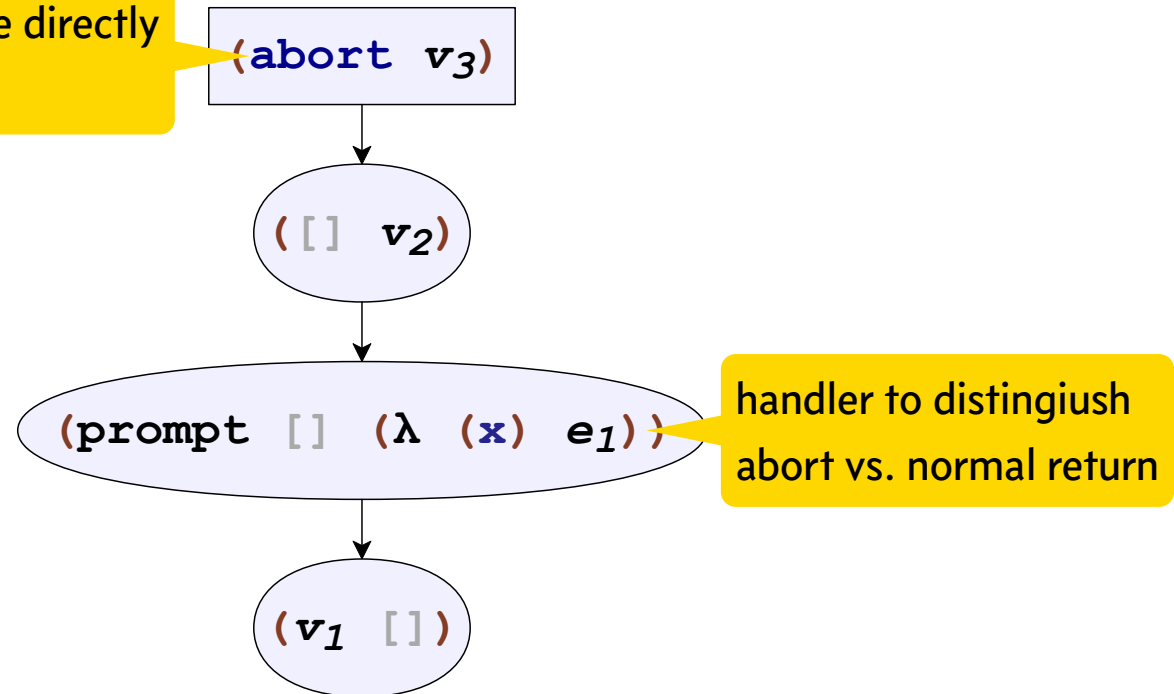 e directly
(abort v3)
([] v2)
(prompt [] (λ (x) e1))
handler to distingiush
abort vs. normal return
(v1 [])